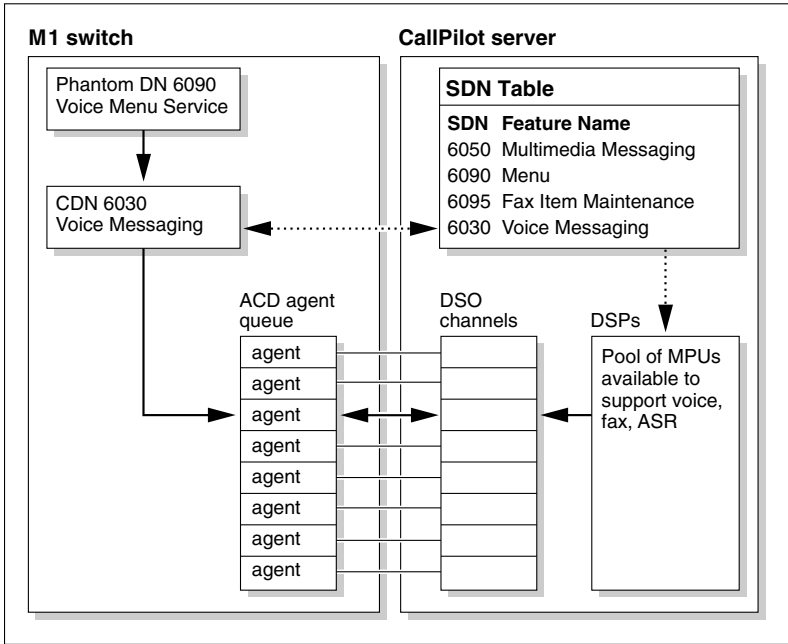 M1 switch
CallPilot server
Phantom DN 6090
Voice Menu Service
CDN 6030
Voice Messaging
SDN Table
SDN Feature Name
6050 Multimedia Messaging
6090 Menu
6095 Fax Item Maintenance
6030 Voice Messaging
ACD agent
queue
DSO
channels
DSPs
agent
agent
agent
agent
agent
agent
agent
agent
Pool of MPUs
available to
support voice,
fax, ASR